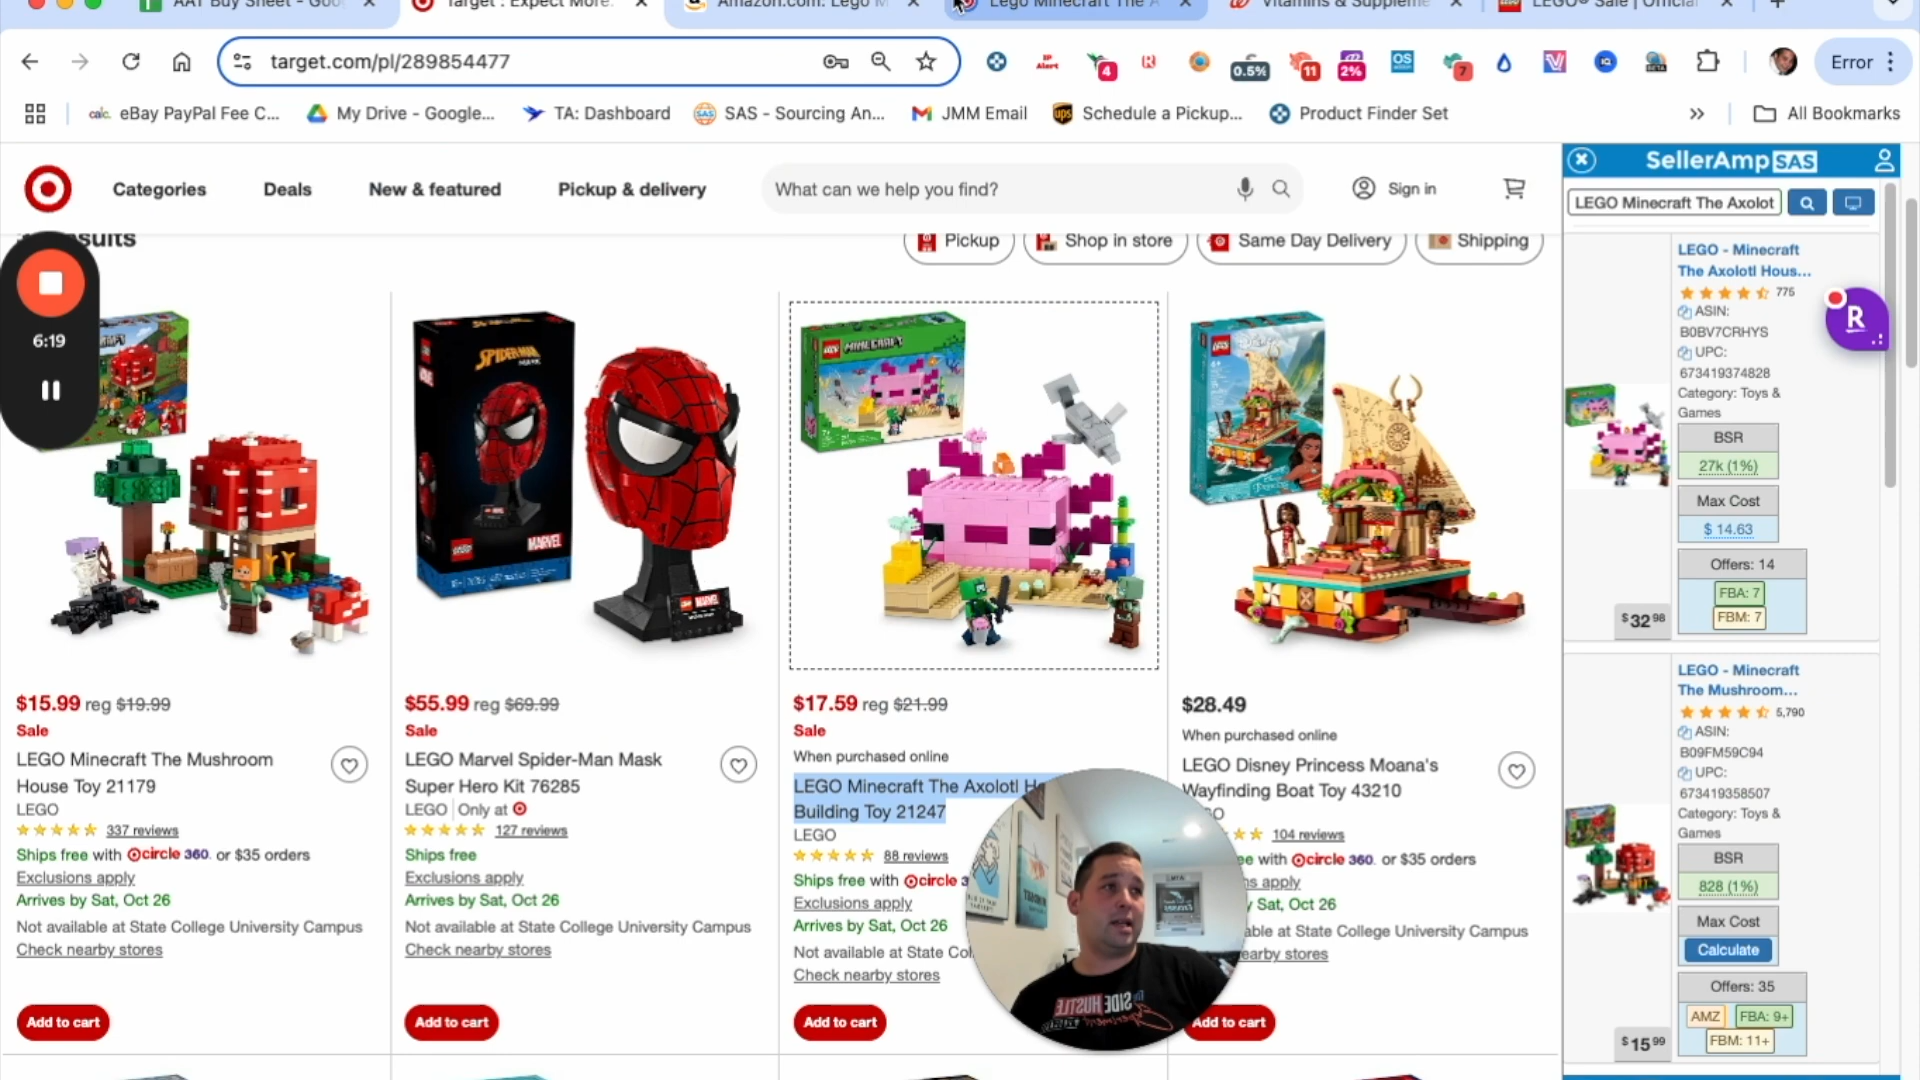 AAT Buy Sheet - Goo
Target : Expect More.
Amazon.com: Lego M
Lego Minecraft The A
Vitamins & Suppleme
LEGO® Sale | Official
target.com/pl/289854477
4
0.5%
11
2%
OS
7
Error
calc.
eBay PayPal Fee C...
My Drive - Google...
TA: Dashboard
SAS - Sourcing An...
JMM Email
Schedule a Pickup...
Product Finder Set
All Bookmarks
Categories
Deals
New & featured
Pickup & delivery
What can we help you find?
Sign in
Pickup
Shop in store
Same Day Delivery
Shipping
6:19
$15.99 reg $19.99
Sale
LEGO Minecraft The Mushroom
House Toy 21179
LEGO
337 reviews
Ships free with circle 360. or $35 orders
Exclusions apply
Arrives by Sat, Oct 26
Not available at State College University Campus
Check nearby stores
Add to cart
SPIDER-MAN
MARVEL
$55.99 reg $69.99
Sale
LEGO Marvel Spider-Man Mask
Super Hero Kit 76285
LEGO Only at
127 reviews
Ships free
Exclusions apply
Arrives by Sat, Oct 26
Not available at State College University Campus
Check nearby stores
Add to cart
MINECRAFT
$17.59 reg $21.99
Sale
When purchased online
LEGO Minecraft The Axolotl
Building Toy 21247
LEGO
88 reviews
Ships free with circle
Exclusions apply
Arrives by Sat, Oct 26
Not available at State
Check nearby stores
Add to cart
$28.49
When purchased online
LEGO Disney Princess Moana's
Wayfinding Boat Toy 43210
104 reviews
with circle 360. or $35 orders
apply
Sat, Oct 26
at State College University Campus
stores
Add to cart
SIDE HUSTLE
SellerAmp SAS
LEGO Minecraft The Axolot
LEGO - Minecraft
The Axolotl Hous...
775
ASIN:
B0BV7CRHYS
UPC:
673419374828
Category: Toys &
Games
BSR
27k (1%)
Max Cost
$ 14.63
Offers: 14
FBA: 7
FBM: 7
$32.98
R
LEGO - Minecraft
The Mushroom...
5,790
ASIN:
B09FM59C94
UPC:
673419358507
Category: Toys &
Games
BSR
828 (1%)
Max Cost
Calculate
Offers: 35
AMZ
FBA: 9+
FBM: 11+
$15.99